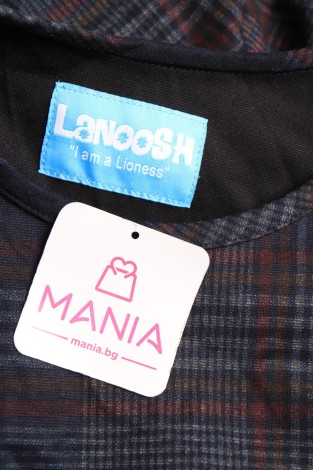 LaNOOSH
"I am a Lioness"
MANIA
mania.bg